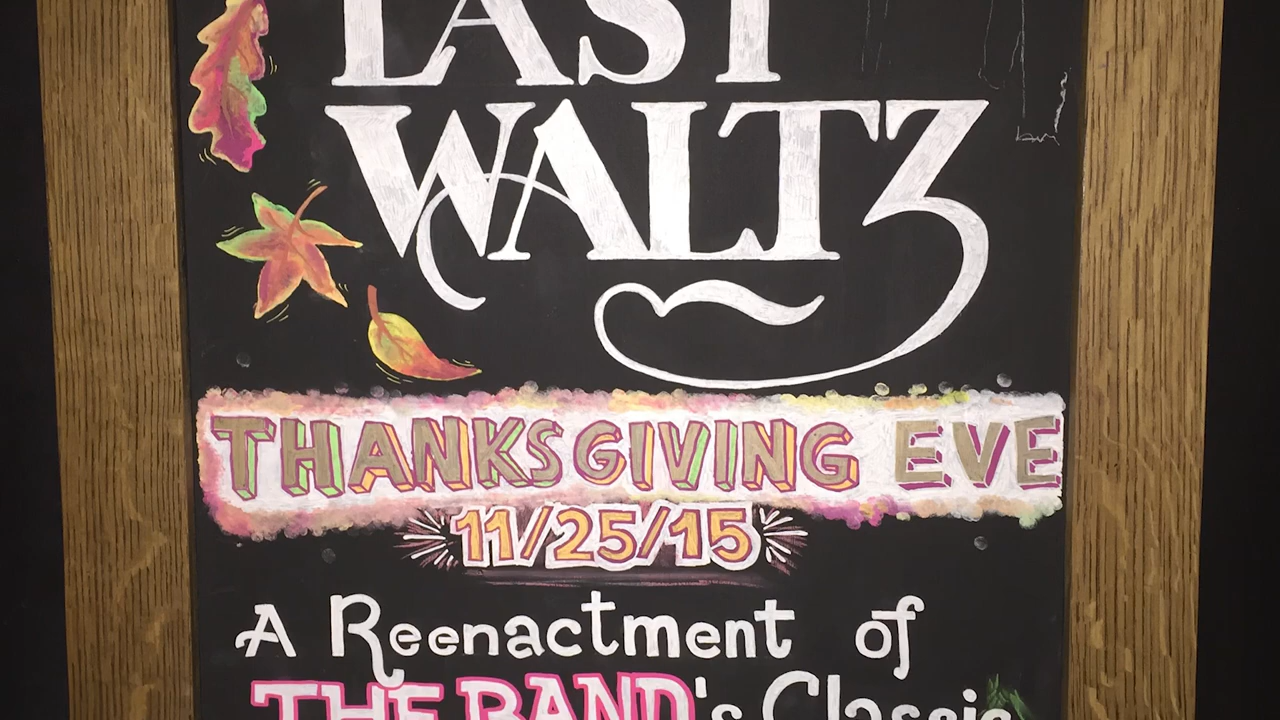 LAST
WALTZ
THANKSGIVING EVE
11/25/15
A Reenactment of
THE BAND's Classic